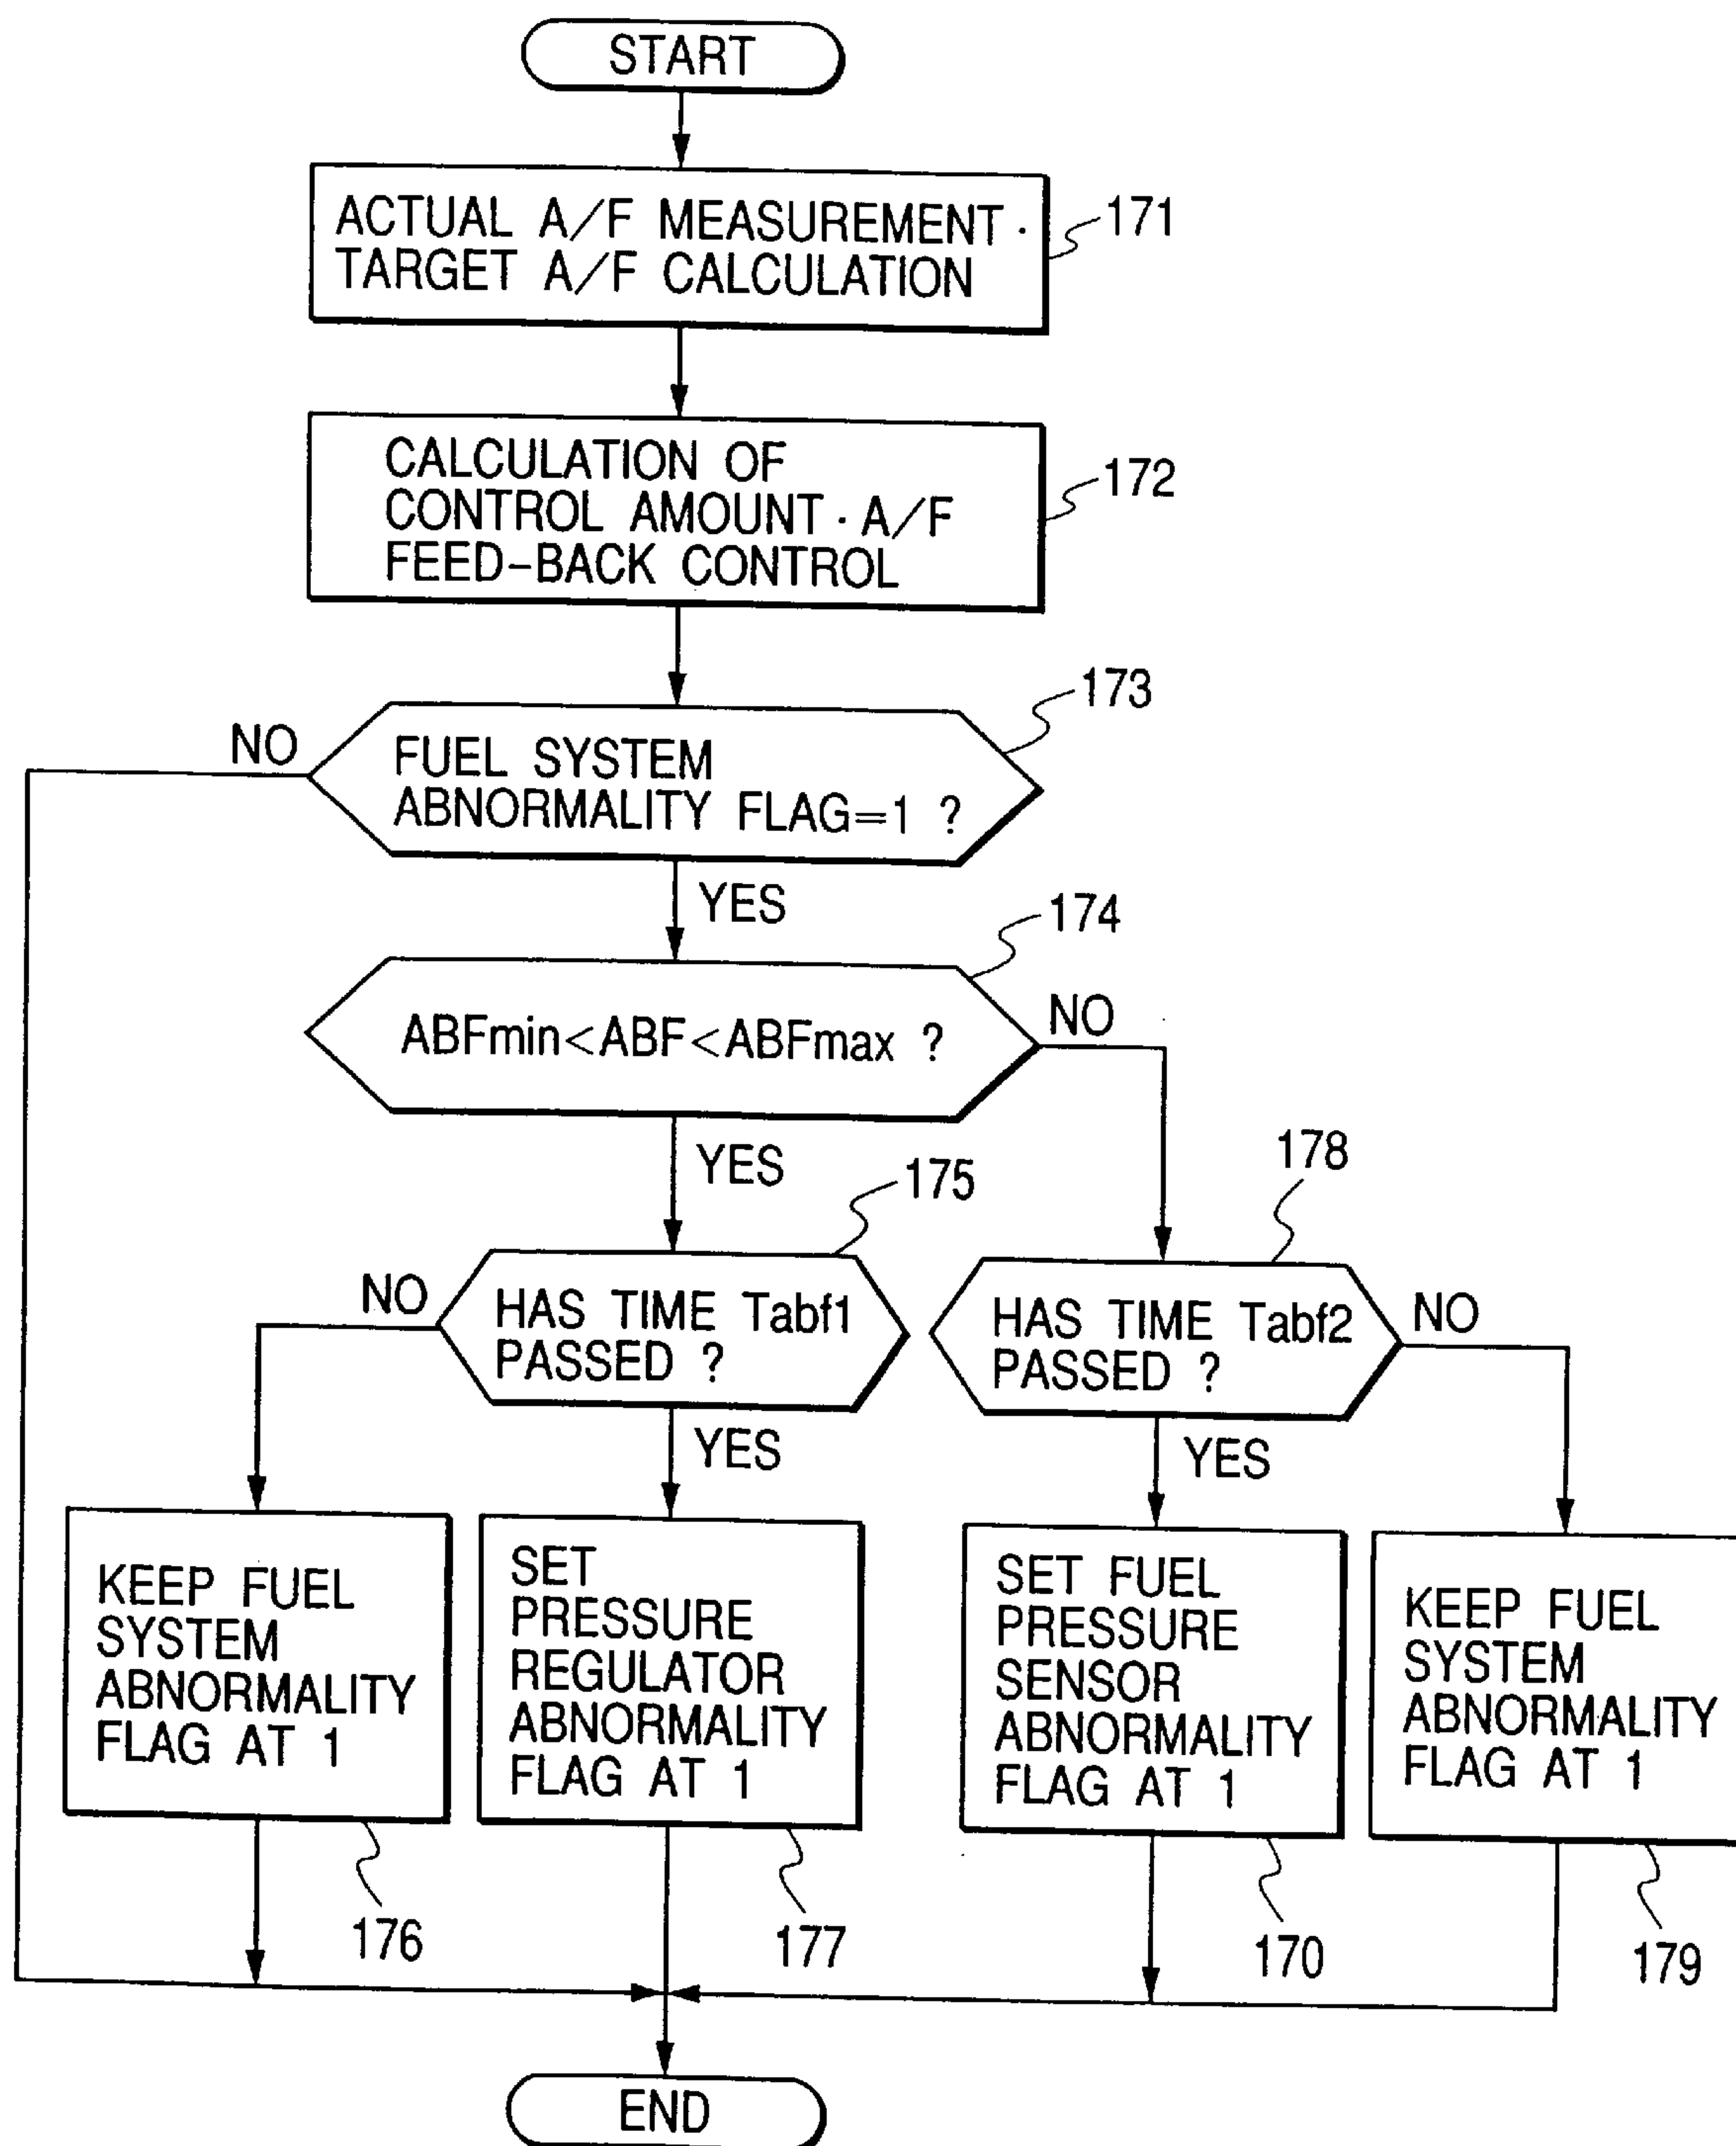 START
ACTUAL A/F MEASUREMENT ·
TARGET A/F CALCULATION
171
CALCULATION OF
CONTROL AMOUNT · A/F
FEED-BACK CONTROL
172
173
NO
FUEL SYSTEM
ABNORMALITY FLAG=1 ?
YES
174
ABFmin<ABF<ABFmax ?
NO
YES
175
178
NO
HAS TIME Tabf1
PASSED ?
HAS TIME Tabf2
PASSED ?
NO
YES
YES
KEEP FUEL
SYSTEM
ABNORMALITY
FLAG AT 1
SET
PRESSURE
REGULATOR
ABNORMALITY
FLAG AT 1
SET FUEL
PRESSURE
SENSOR
ABNORMALITY
FLAG AT 1
KEEP FUEL
SYSTEM
ABNORMALITY
FLAG AT 1
176
177
170
179
END